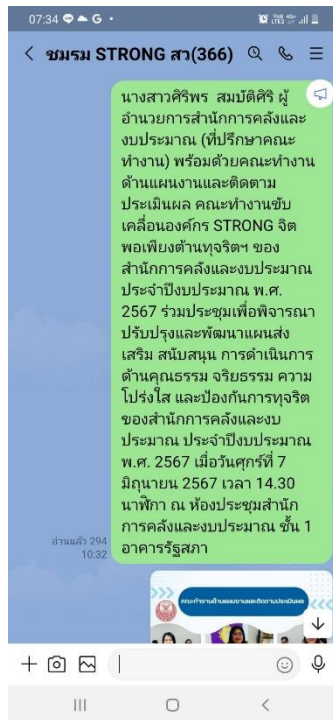 07:34
ชมรม STRONG สว(366)
นางสาวศิริพร สมบัติศิริ ผู้
อำนวยการสำนักการคลังและ
งบประมาณ (ที่ปรึกษาคณะ
ทำงาน) พร้อมด้วยคณะทำงาน
ด้านแผนงานและติดตาม
ประเมินผล คณะทำงานขับ
เคลื่อนองค์กร STRONG จิต
พอเพียงต้านทุจริตฯ ของ
สำนักการคลังและงบประมาณ
ประจำปีงบประมาณ พ.ศ.
2567 ร่วมประชุมเพื่อพิจารณา
ปรับปรุงและพัฒนาแผนส่ง
เสริม สนับสนุน การดำเนินการ
ด้านคุณธรรม จริยธรรม ความ
โปร่งใส และป้องกันการทุจริต
ของสำนักการคลังและงบ
ประมาณ ประจำปีงบประมาณ
พ.ศ. 2567 เมื่อวันศุกร์ที่ 7
มิถุนายน 2567 เวลา 14.30
นาฬิกา ณ ห้องประชุมสำนัก
การคลังและงบประมาณ ชั้น 1
อาคารรัฐสภา
อ่านแล้ว 294
10:32
คณะทำงานด้านแผนงานและติดตามประเมินผล